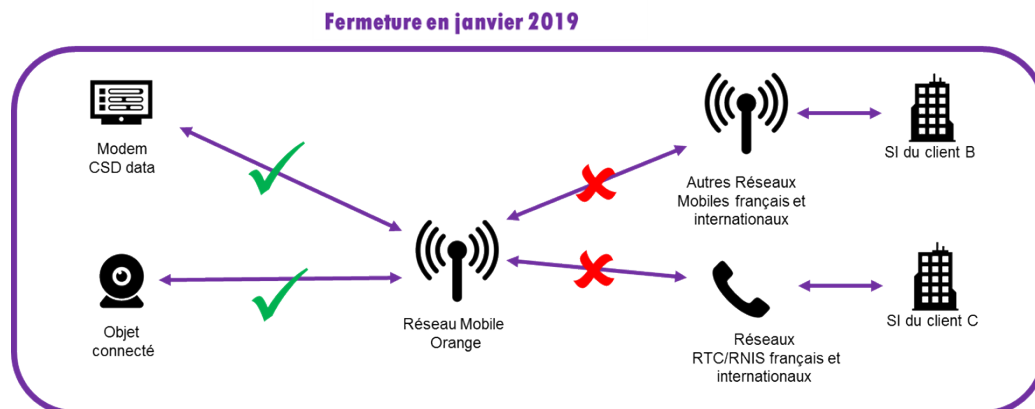 Fermeture en janvier 2019
Modem
CSD data
Objet
connecté
Réseau Mobile
Orange
Autres Réseaux
Mobiles français et
internationaux
SI du client B
Réseaux
RTC/RNIS français et
internationaux
SI du client C